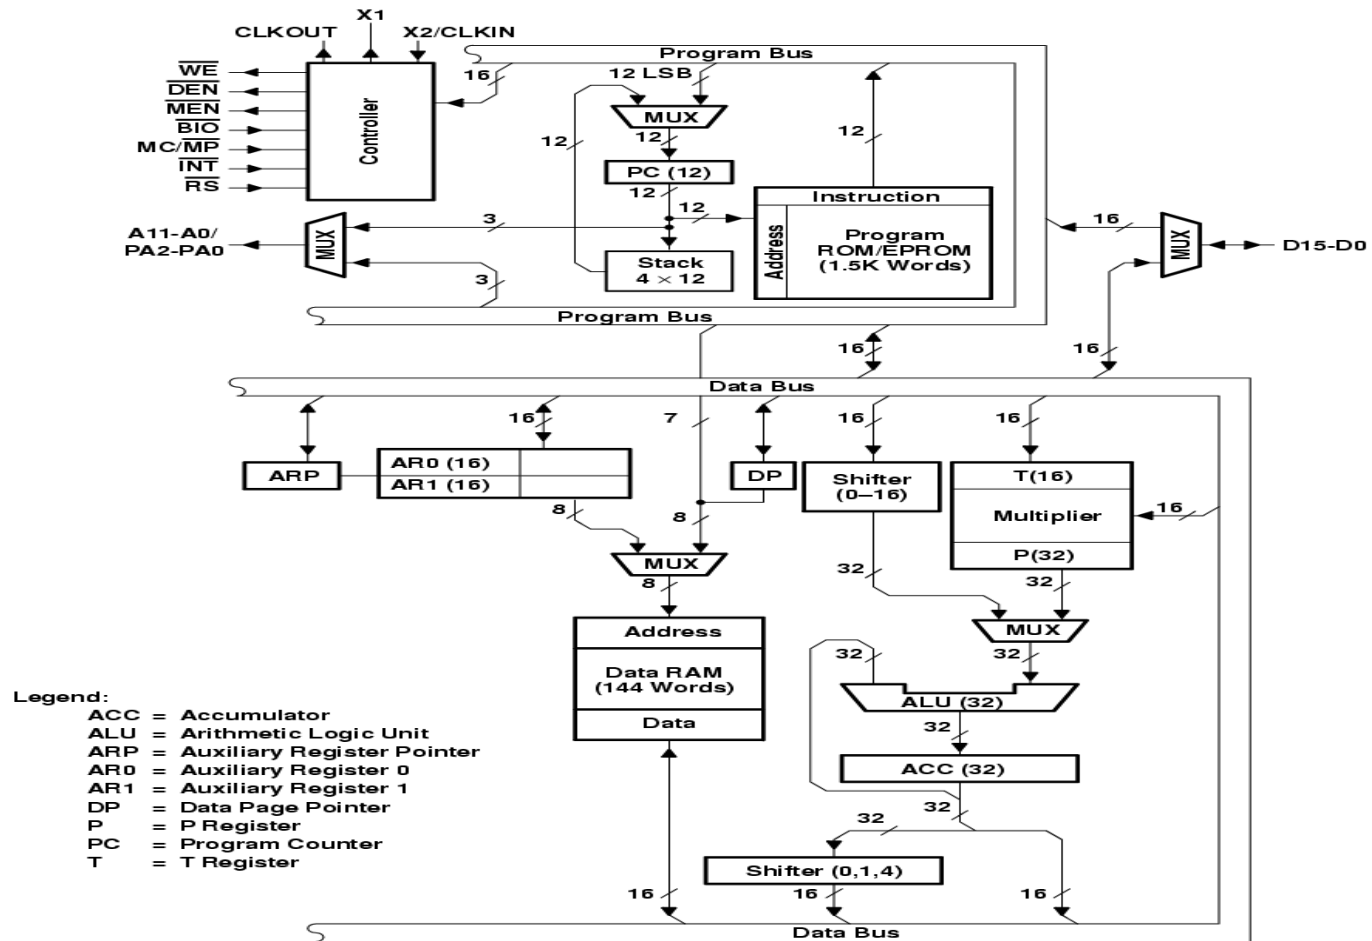 X1
CLKOUT
X2/CLKIN
WE
DEN
MEN
BIO
MC/MP
INT
RS
Controller
16
Program Bus
12 LSB
MUX
12
12
PC (12)
12
12
Stack
4 × 12
12
Instruction
Address
Program
ROM/EPROM
(1.5K Words)
A11-A0/
PA2-PA0
MUX
3
3
16
MUX
D15-D0
Program Bus
16
16
Data Bus
16
7
16
16
ARP
AR0 (16)
AR1 (16)
DP
Shifter
(0–16)
T(16)
Multiplier
P(32)
16
8
8
MUX
8
32
32
MUX
32
32
Address
Data RAM
(144 Words)
Data
ALU (32)
32
ACC (32)
32
32
Shifter (0,1,4)
16
16
16
Data Bus
Legend:
ACC = Accumulator
ALU = Arithmetic Logic Unit
ARP = Auxiliary Register Pointer
AR0 = Auxiliary Register 0
AR1 = Auxiliary Register 1
DP = Data Page Pointer
P = P Register
PC = Program Counter
T = T Register